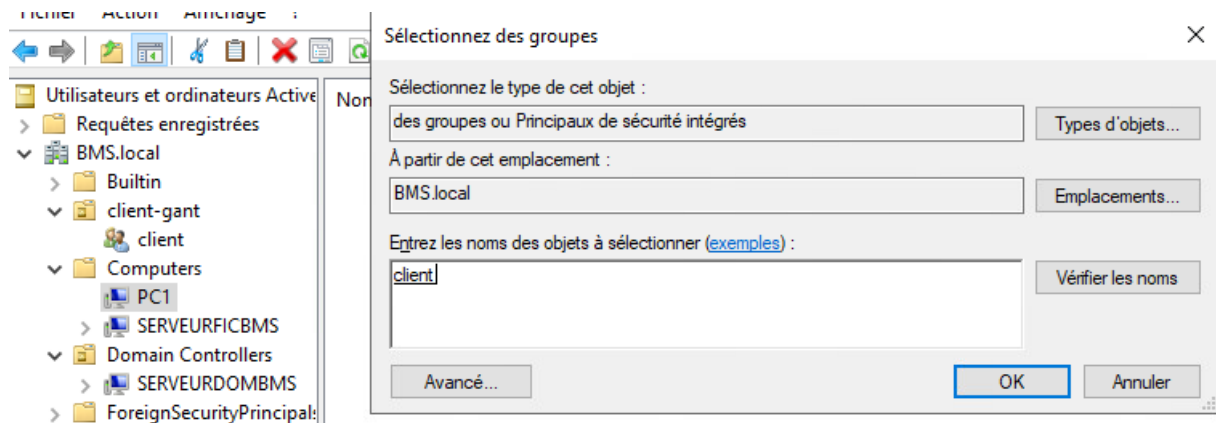 Fichier Action Affichage ?
Utilisateurs et ordinateurs Active
Requêtes enregistrées
BMS.local
Builtin
client-gant
client
Computers
PC1
SERVEURFICBMS
Domain Controllers
SERVEURDOMBMS
ForeignSecurityPrincipals
Nom
Sélectionnez des groupes
Sélectionnez le type de cet objet :
des groupes ou Principaux de sécurité intégrés
Types d'objets...
À partir de cet emplacement :
BMS.local
Emplacements...
Entrez les noms des objets à sélectionner (exemples) :
client
Vérifier les noms
Avancé...
OK
Annuler